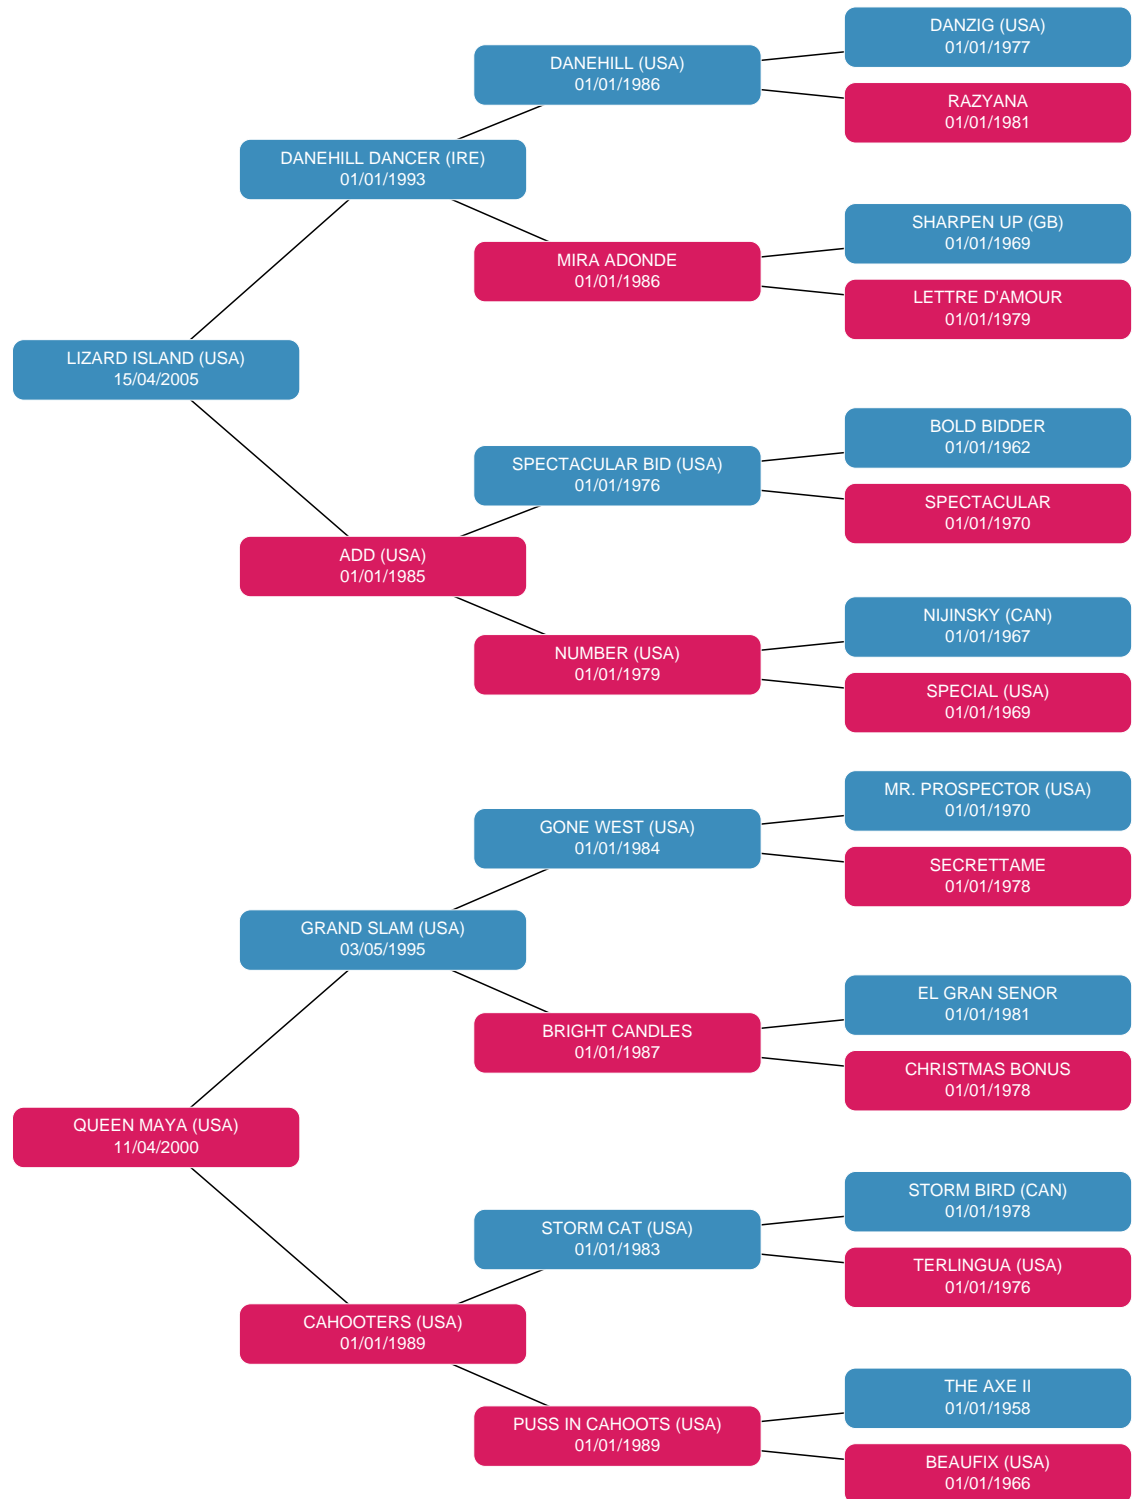 DANZIG (USA)
01/01/1977
DANEHILL (USA)
01/01/1986
RAZYANA
01/01/1981
DANEHILL DANCER (IRE)
01/01/1993
SHARPEN UP (GB)
01/01/1969
MIRA ADONDE
01/01/1986
LETTRE D'AMOUR
01/01/1979
LIZARD ISLAND (USA)
15/04/2005
BOLD BIDDER
01/01/1962
SPECTACULAR BID (USA)
01/01/1976
SPECTACULAR
01/01/1970
ADD (USA)
01/01/1985
NIJINSKY (CAN)
01/01/1967
NUMBER (USA)
01/01/1979
SPECIAL (USA)
01/01/1969
MR. PROSPECTOR (USA)
01/01/1970
GONE WEST (USA)
01/01/1984
SECRETTAME
01/01/1978
GRAND SLAM (USA)
03/05/1995
EL GRAN SENOR
01/01/1981
BRIGHT CANDLES
01/01/1987
CHRISTMAS BONUS
01/01/1978
QUEEN MAYA (USA)
11/04/2000
STORM BIRD (CAN)
01/01/1978
STORM CAT (USA)
01/01/1983
TERLINGUA (USA)
01/01/1976
CAHOOTERS (USA)
01/01/1989
THE AXE II
01/01/1958
PUSS IN CAHOOTS (USA)
01/01/1989
BEAUFIX (USA)
01/01/1966